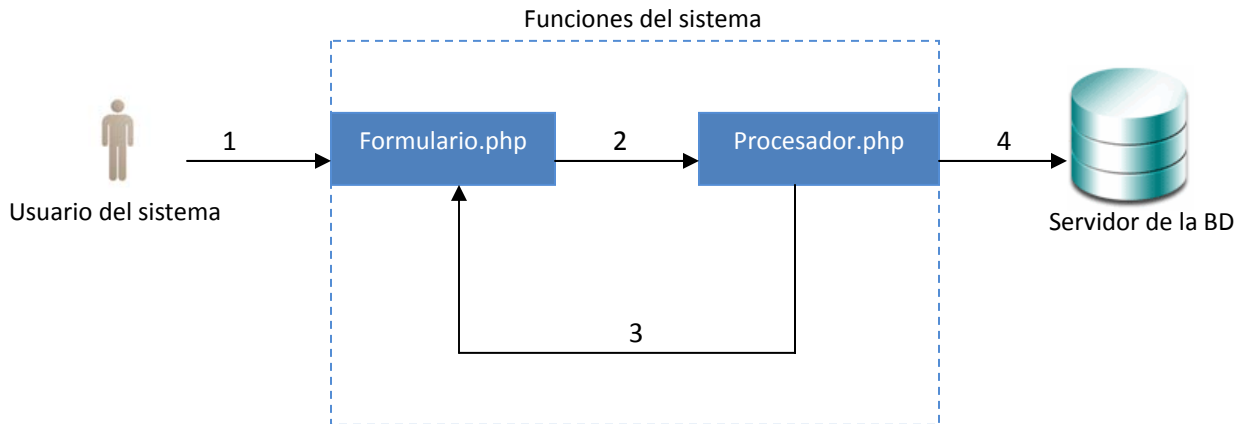 Funciones del sistema
1
Formulario.php
2
Procesador.php
4
Usuario del sistema
Servidor de la BD
3